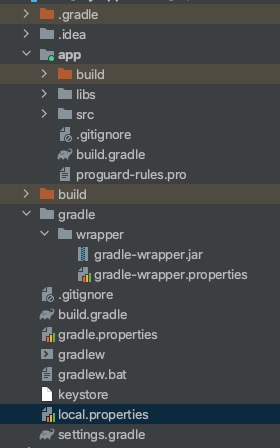 .gradle
.idea
app
build
libs
src
.gitignore
build.gradle
proguard-rules.pro
build
gradle
wrapper
gradle-wrapper.jar
gradle-wrapper.properties
.gitignore
build.gradle
gradle.properties
gradlew
gradlew.bat
keystore
local.properties
settings.gradle